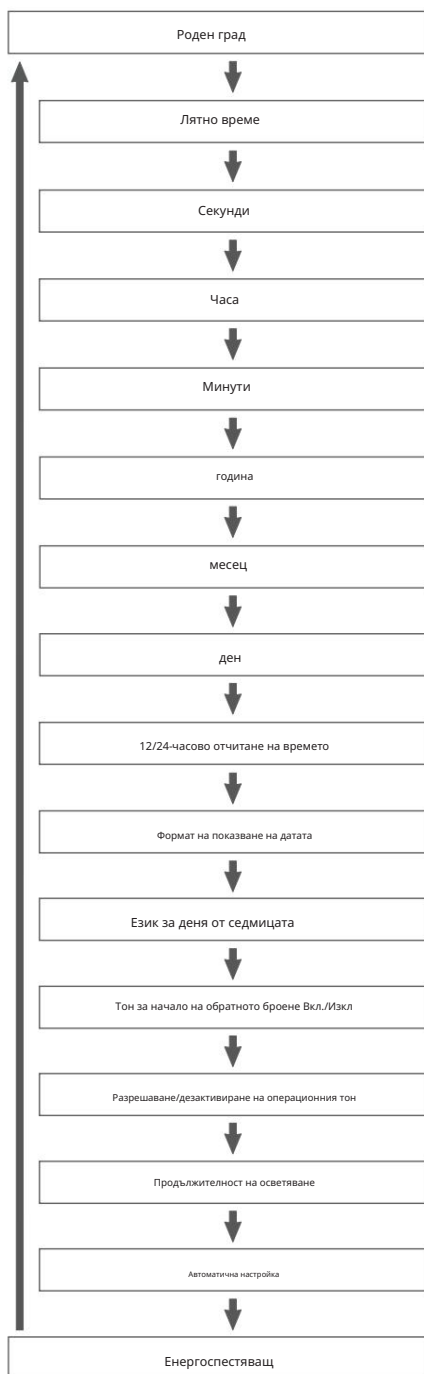 Роден град
Лятно време
Секунди
Часа
Минути
година
месец
ден
12/24-часово отчитане на времето
Формат на показване на датата
Език за деня от седмицата
Тон за начало на обратното броене Вкл./Изкл
Разрешаване/дезактивиране на операционния тон
Продължителност на осветяване
Автоматична настройка
Енергоспестяващ